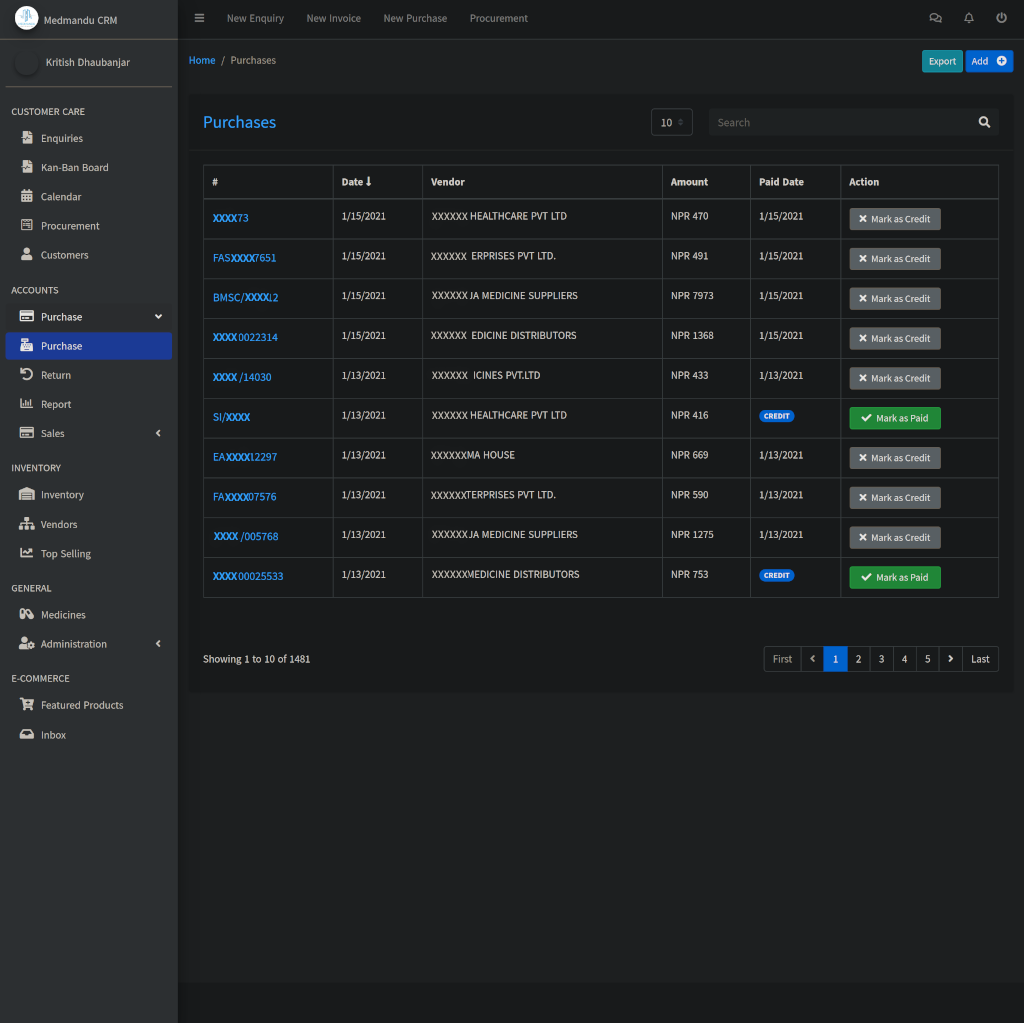 Medmandu CRM
New Enquiry New Invoice New Purchase Procurement
Kritish Dhaubanjar
Home / Purchases
Export Add
CUSTOMER CARE
Enquiries
Kan-Ban Board
Calendar
Procurement
Customers
ACCOUNTS
Purchase
Purchase
Return
Report
Sales
INVENTORY
Inventory
Vendors
Top Selling
GENERAL
Medicines
Administration
E-COMMERCE
Featured Products
Inbox
Purchases 10 Search
# Date Vendor Amount Paid Date Action
XXXX73 1/15/2021 XXXXXX HEALTHCARE PVT LTD NPR 470 1/15/2021 Mark as Credit
FASXXXX7651 1/15/2021 XXXXXX ERPRISES PVT LTD. NPR 491 1/15/2021 Mark as Credit
BMSC/XXXX12 1/15/2021 XXXXXX JA MEDICINE SUPPLIERS NPR 7973 1/15/2021 Mark as Credit
XXXX0022314 1/15/2021 XXXXXX EDICINE DISTRIBUTORS NPR 1368 1/15/2021 Mark as Credit
XXXX/14030 1/13/2021 XXXXXX ICINES PVT.LTD NPR 433 1/13/2021 Mark as Credit
SI/XXXX 1/13/2021 XXXXXX HEALTHCARE PVT LTD NPR 416 CREDIT Mark as Paid
EAXXXX12297 1/13/2021 XXXXXXMA HOUSE NPR 669 1/13/2021 Mark as Credit
FAXXXX07576 1/13/2021 XXXXXXTERPRISES PVT LTD. NPR 590 1/13/2021 Mark as Credit
XXXX/005768 1/13/2021 XXXXXXJA MEDICINE SUPPLIERS NPR 1275 1/13/2021 Mark as Credit
XXXX00025533 1/13/2021 XXXXXXMEDICINE DISTRIBUTORS NPR 753 CREDIT Mark as Paid
Showing 1 to 10 of 1481
First 1 2 3 4 5 Last